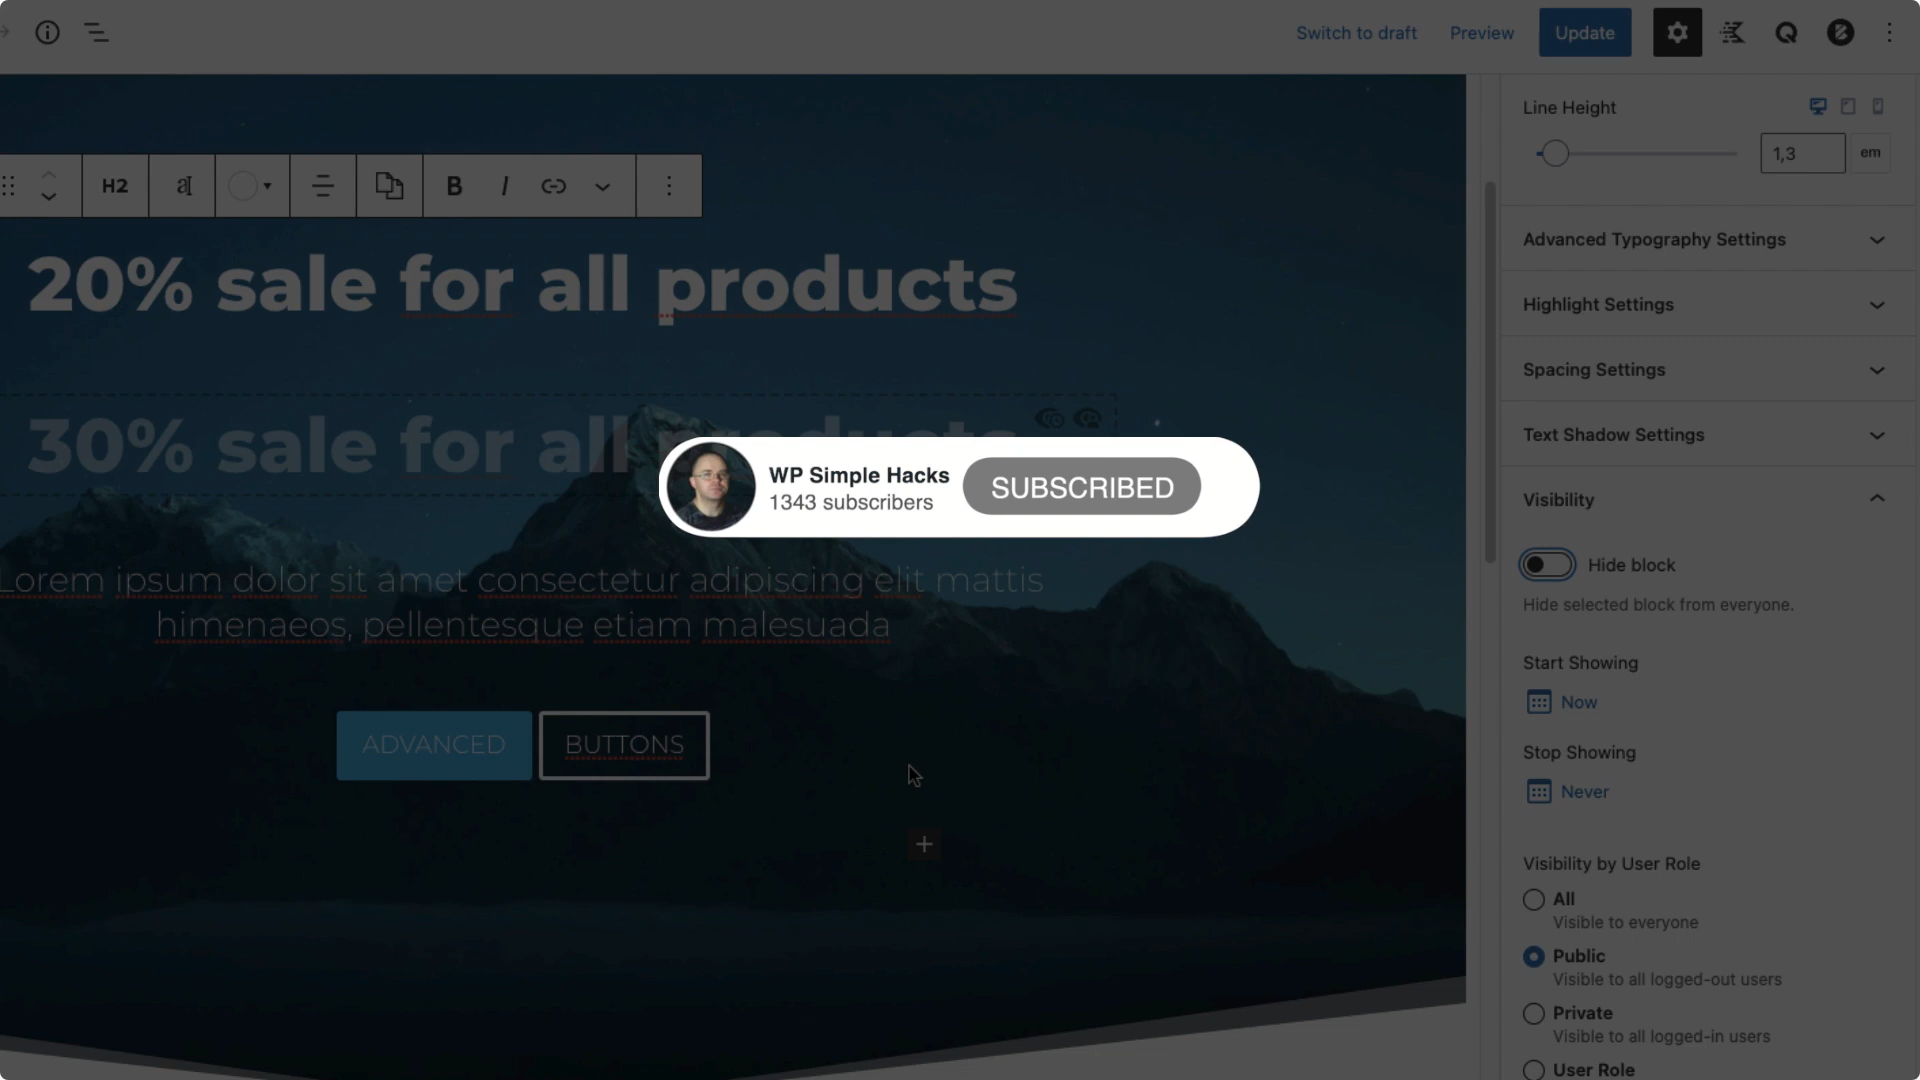 Switch to draft
Preview
Update
H2
B
I
20% sale for all products
30% sale for all products
WP Simple Hacks
1343 subscribers
SUBSCRIBED
Lorem ipsum dolor sit amet consectetur adipiscing elit mattis
himenaeos, pellentesque etiam malesuada
ADVANCED
BUTTONS
Line Height
1,3
em
Advanced Typography Settings
Highlight Settings
Spacing Settings
Text Shadow Settings
Visibility
Hide block
Hide selected block from everyone.
Start Showing
Now
Stop Showing
Never
Visibility by User Role
All
Visible to everyone
Public
Visible to all logged-out users
Private
Visible to all logged-in users
User Role